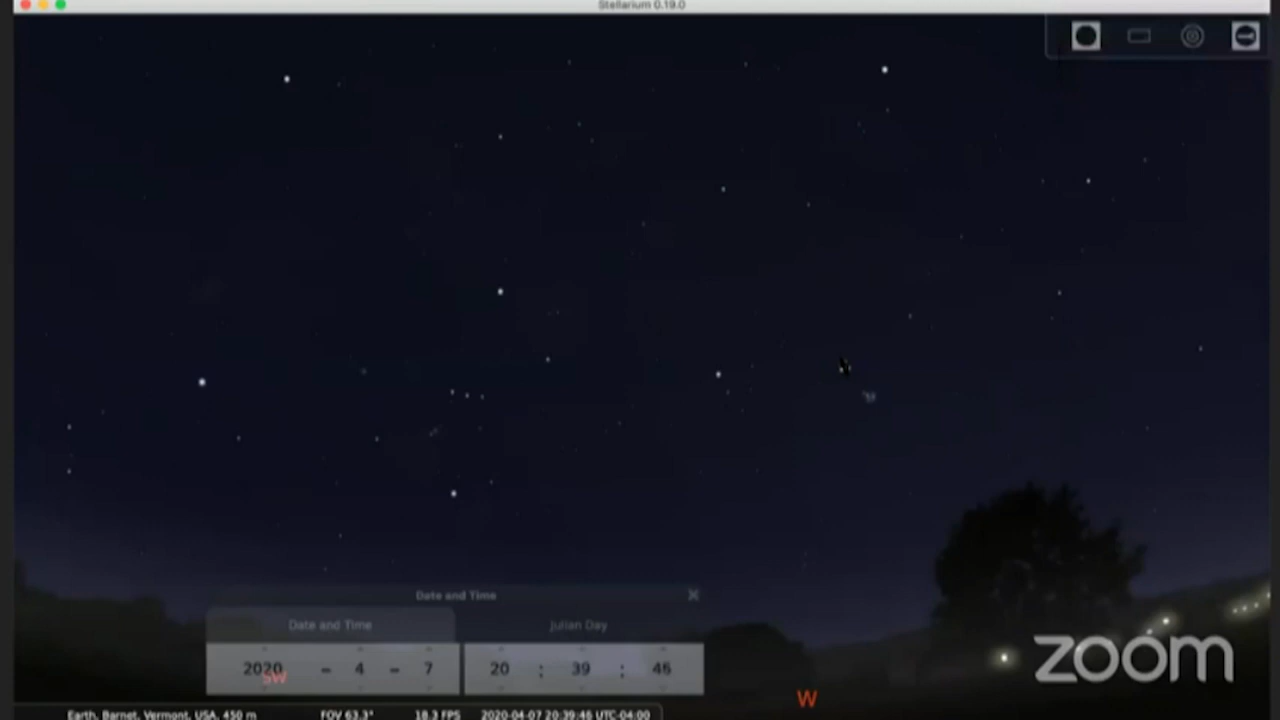 Stellarium 0.19.0
Date and Time
Date and Time Julian Day
2020 - 4 - 7 20 : 39 : 46
SW
W
zoom
Earth, Barnet, Vermont, USA, 450 m FOV 63.3° 18.3 FPS 2020-04-07 20:39:46 UTC-04:00